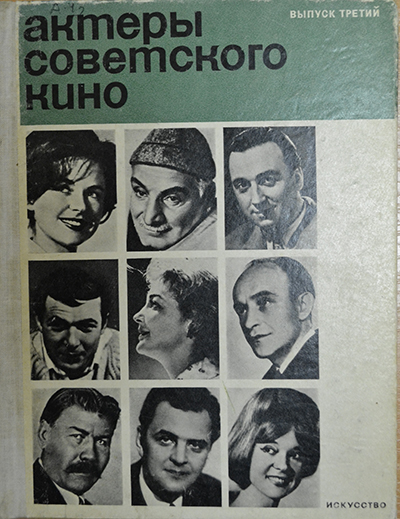 ВЫПУСК ТРЕТИЙ
актеры
советского
кино
ИСКУССТВО